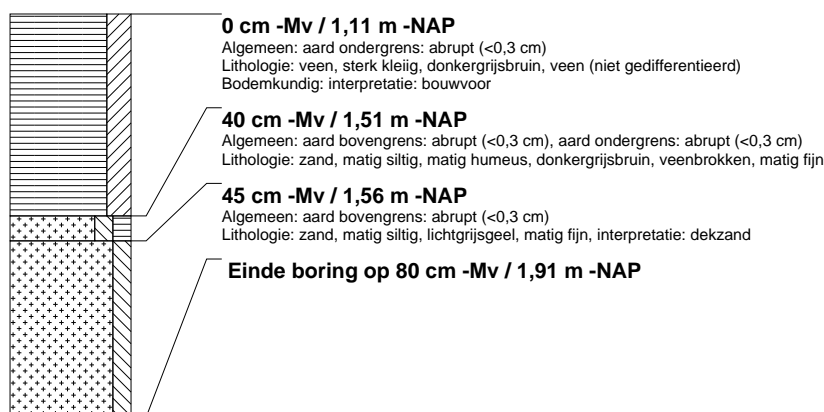 0 cm -Mv / 1,11 m -NAP
Algemeen: aard ondergrens: abrupt (<0,3 cm)
Lithologie: veen, sterk kleiig, donkergrijsbruin, veen (niet gedifferentieerd)
Bodemkundig: interpretatie: bouwvoor
40 cm -Mv / 1,51 m -NAP
Algemeen: aard bovengrens: abrupt (<0,3 cm), aard ondergrens: abrupt (<0,3 cm)
Lithologie: zand, matig siltig, matig humeus, donkergrijsbruin, veenbrokken, matig fijn
45 cm -Mv / 1,56 m -NAP
Algemeen: aard bovengrens: abrupt (<0,3 cm)
Lithologie: zand, matig siltig, lichtgrijsgeel, matig fijn, interpretatie: dekzand
Einde boring op 80 cm -Mv / 1,91 m -NAP